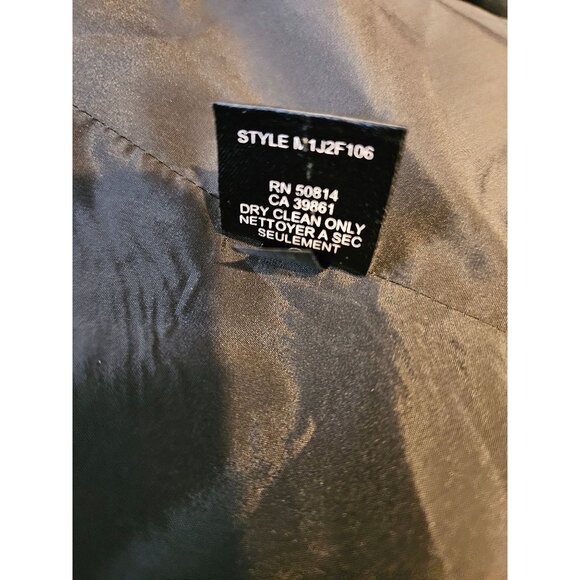 STYLE M1J2F106
RN 50814
CA 39861
DRY CLEAN ONLY
NETTOYER A SEC
SEULEMENT